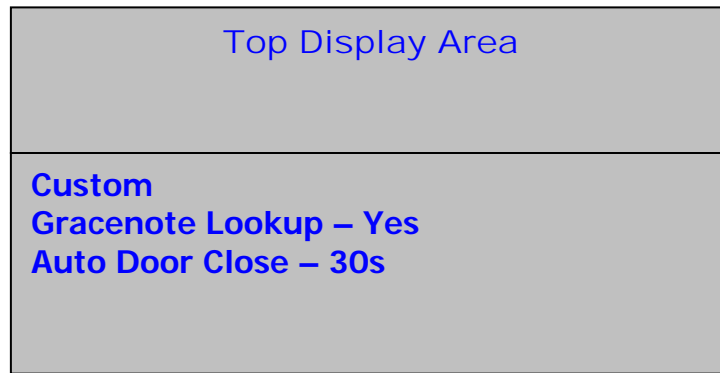 Top Display Area
Custom
Gracenote Lookup – Yes
Auto Door Close – 30s